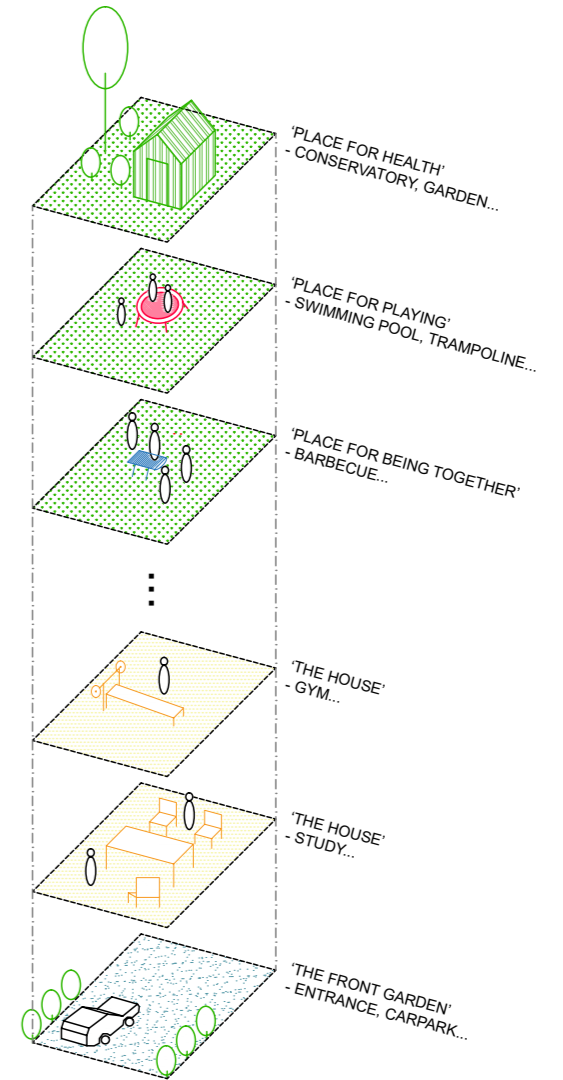 ‘PLACE FOR HEALTH’
- CONSERVATORY, GARDEN...
‘PLACE FOR PLAYING’
- SWIMMING POOL, TRAMPOLINE...
‘PLACE FOR BEING TOGETHER’
- BARBECUE...
‘THE HOUSE’
- GYM...
‘THE HOUSE’
- STUDY...
‘THE FRONT GARDEN’
- ENTRANCE, CARPARK...